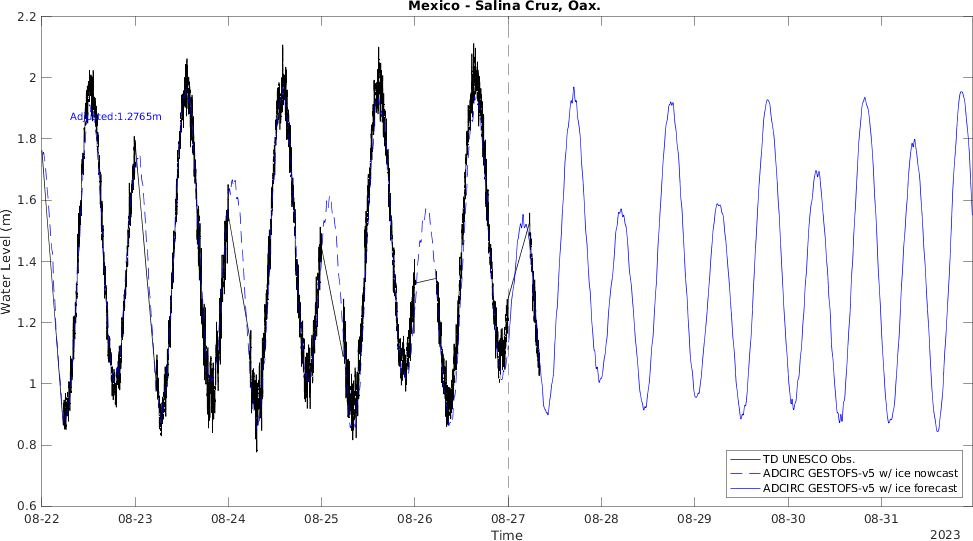 Mexico - Salina Cruz, Oax.
2.2
2
1.8
1.6
1.4
1.2
1
0.8
0.6
Water Level (m)
Adjusted:1.2765m
TD UNESCO Obs.
ADCIRC GESTOFS-v5 w/ ice nowcast
ADCIRC GESTOFS-v5 w/ ice forecast
08-22 08-23 08-24 08-25 08-26 08-27 08-28 08-29 08-30 08-31
Time
2023